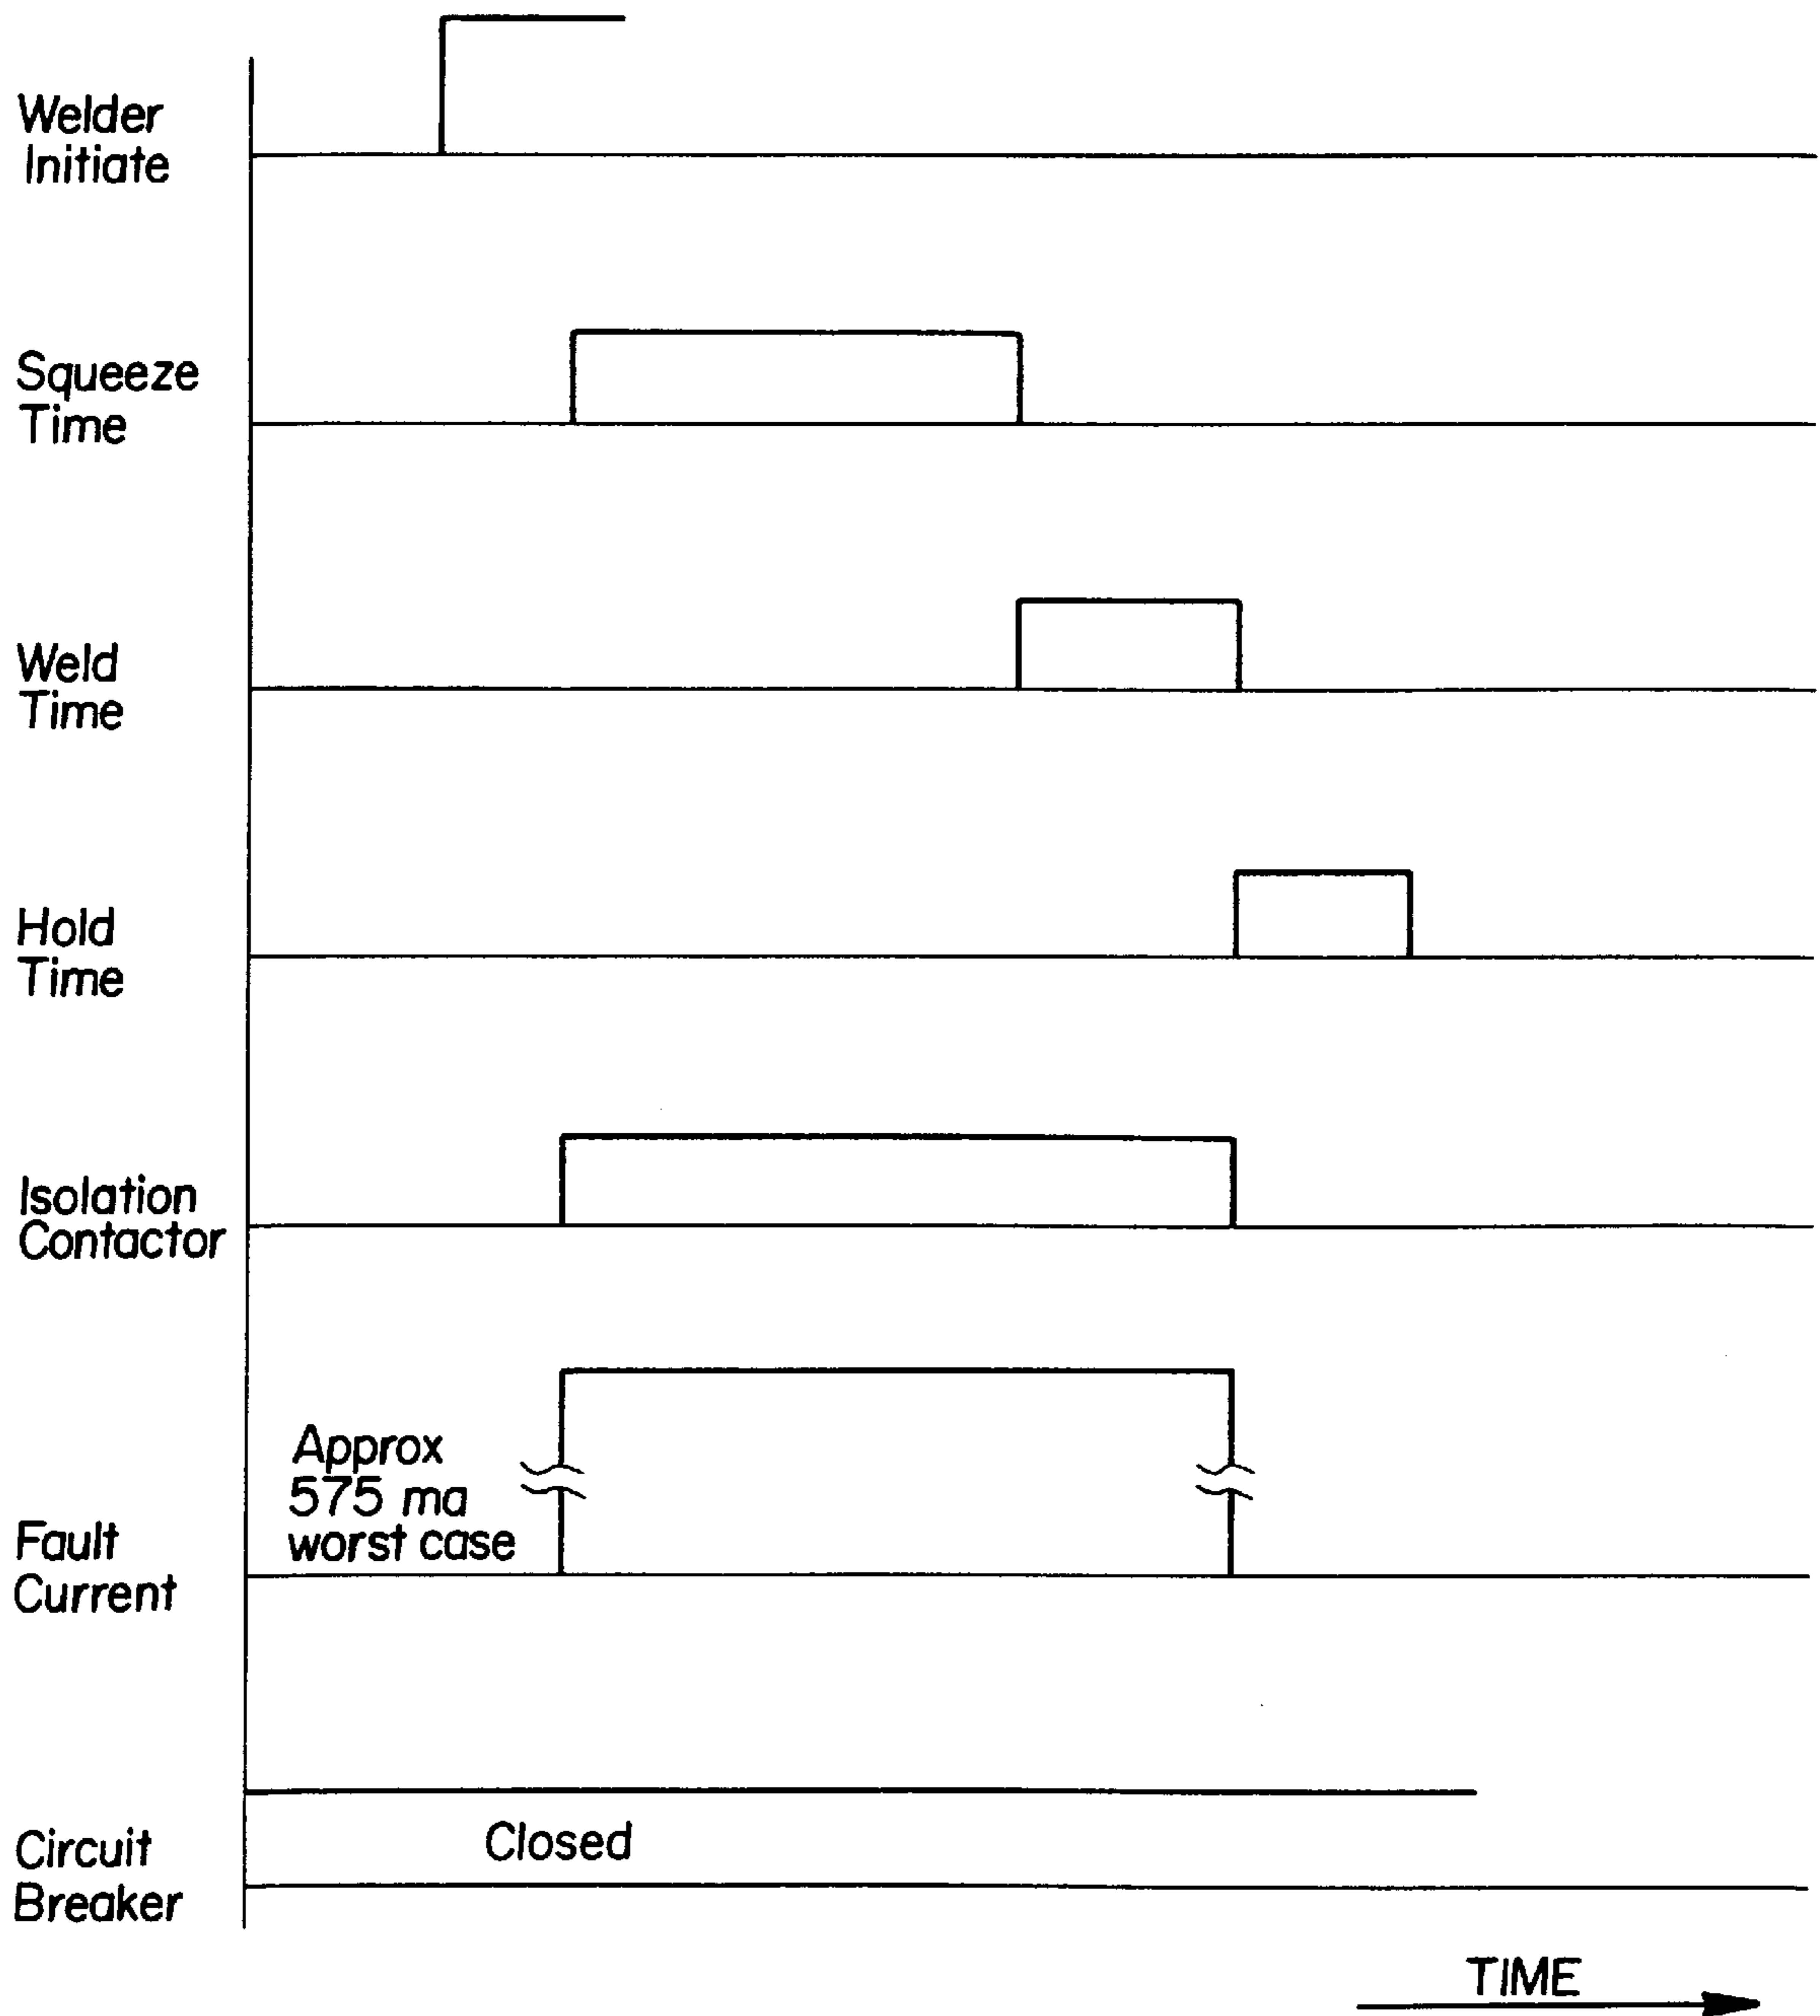 Welder
Initiate
Squeeze
Time
Weld
Time
Hold
Time
Isolation
Contactor
Approx
575 ma
worst case
Fault
Current
Closed
Circuit
Breaker
TIME